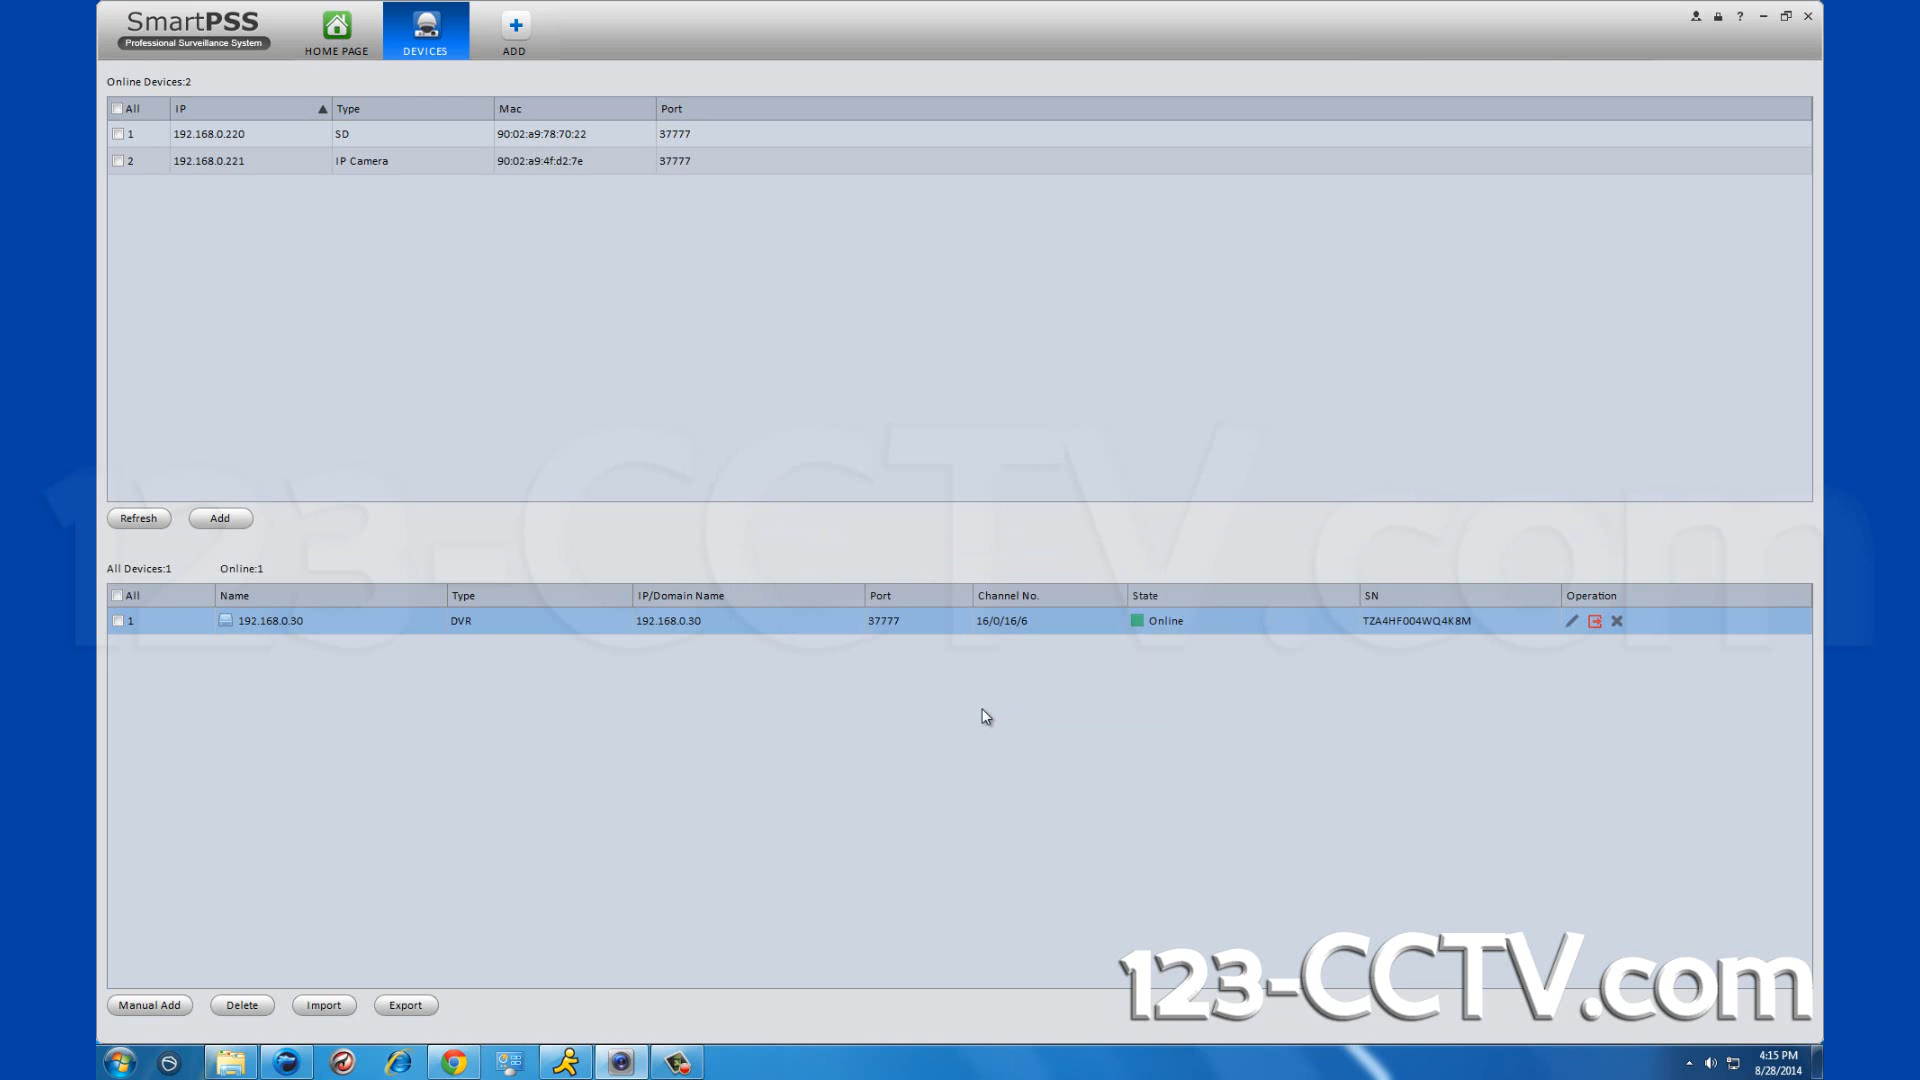 SmartPSS
Professional Surveillance System
HOME PAGE
DEVICES
ADD
?
Online Devices:2
All IP Type Mac Port
1 192.168.0.220 SD 90:02:a9:78:70:22 37777
2 192.168.0.221 IP Camera 90:02:a9:4f:d2:7e 37777
123-CCTV.com
Refresh Add
All Devices:1 Online:1
All Name Type IP/Domain Name Port Channel No. State SN Operation
1 192.168.0.30 DVR 192.168.0.30 37777 16/0/16/6 Online TZA4HF004WQ4K8M
123-CCTV.com
Manual Add Delete Import Export
4:15 PM
8/28/2014